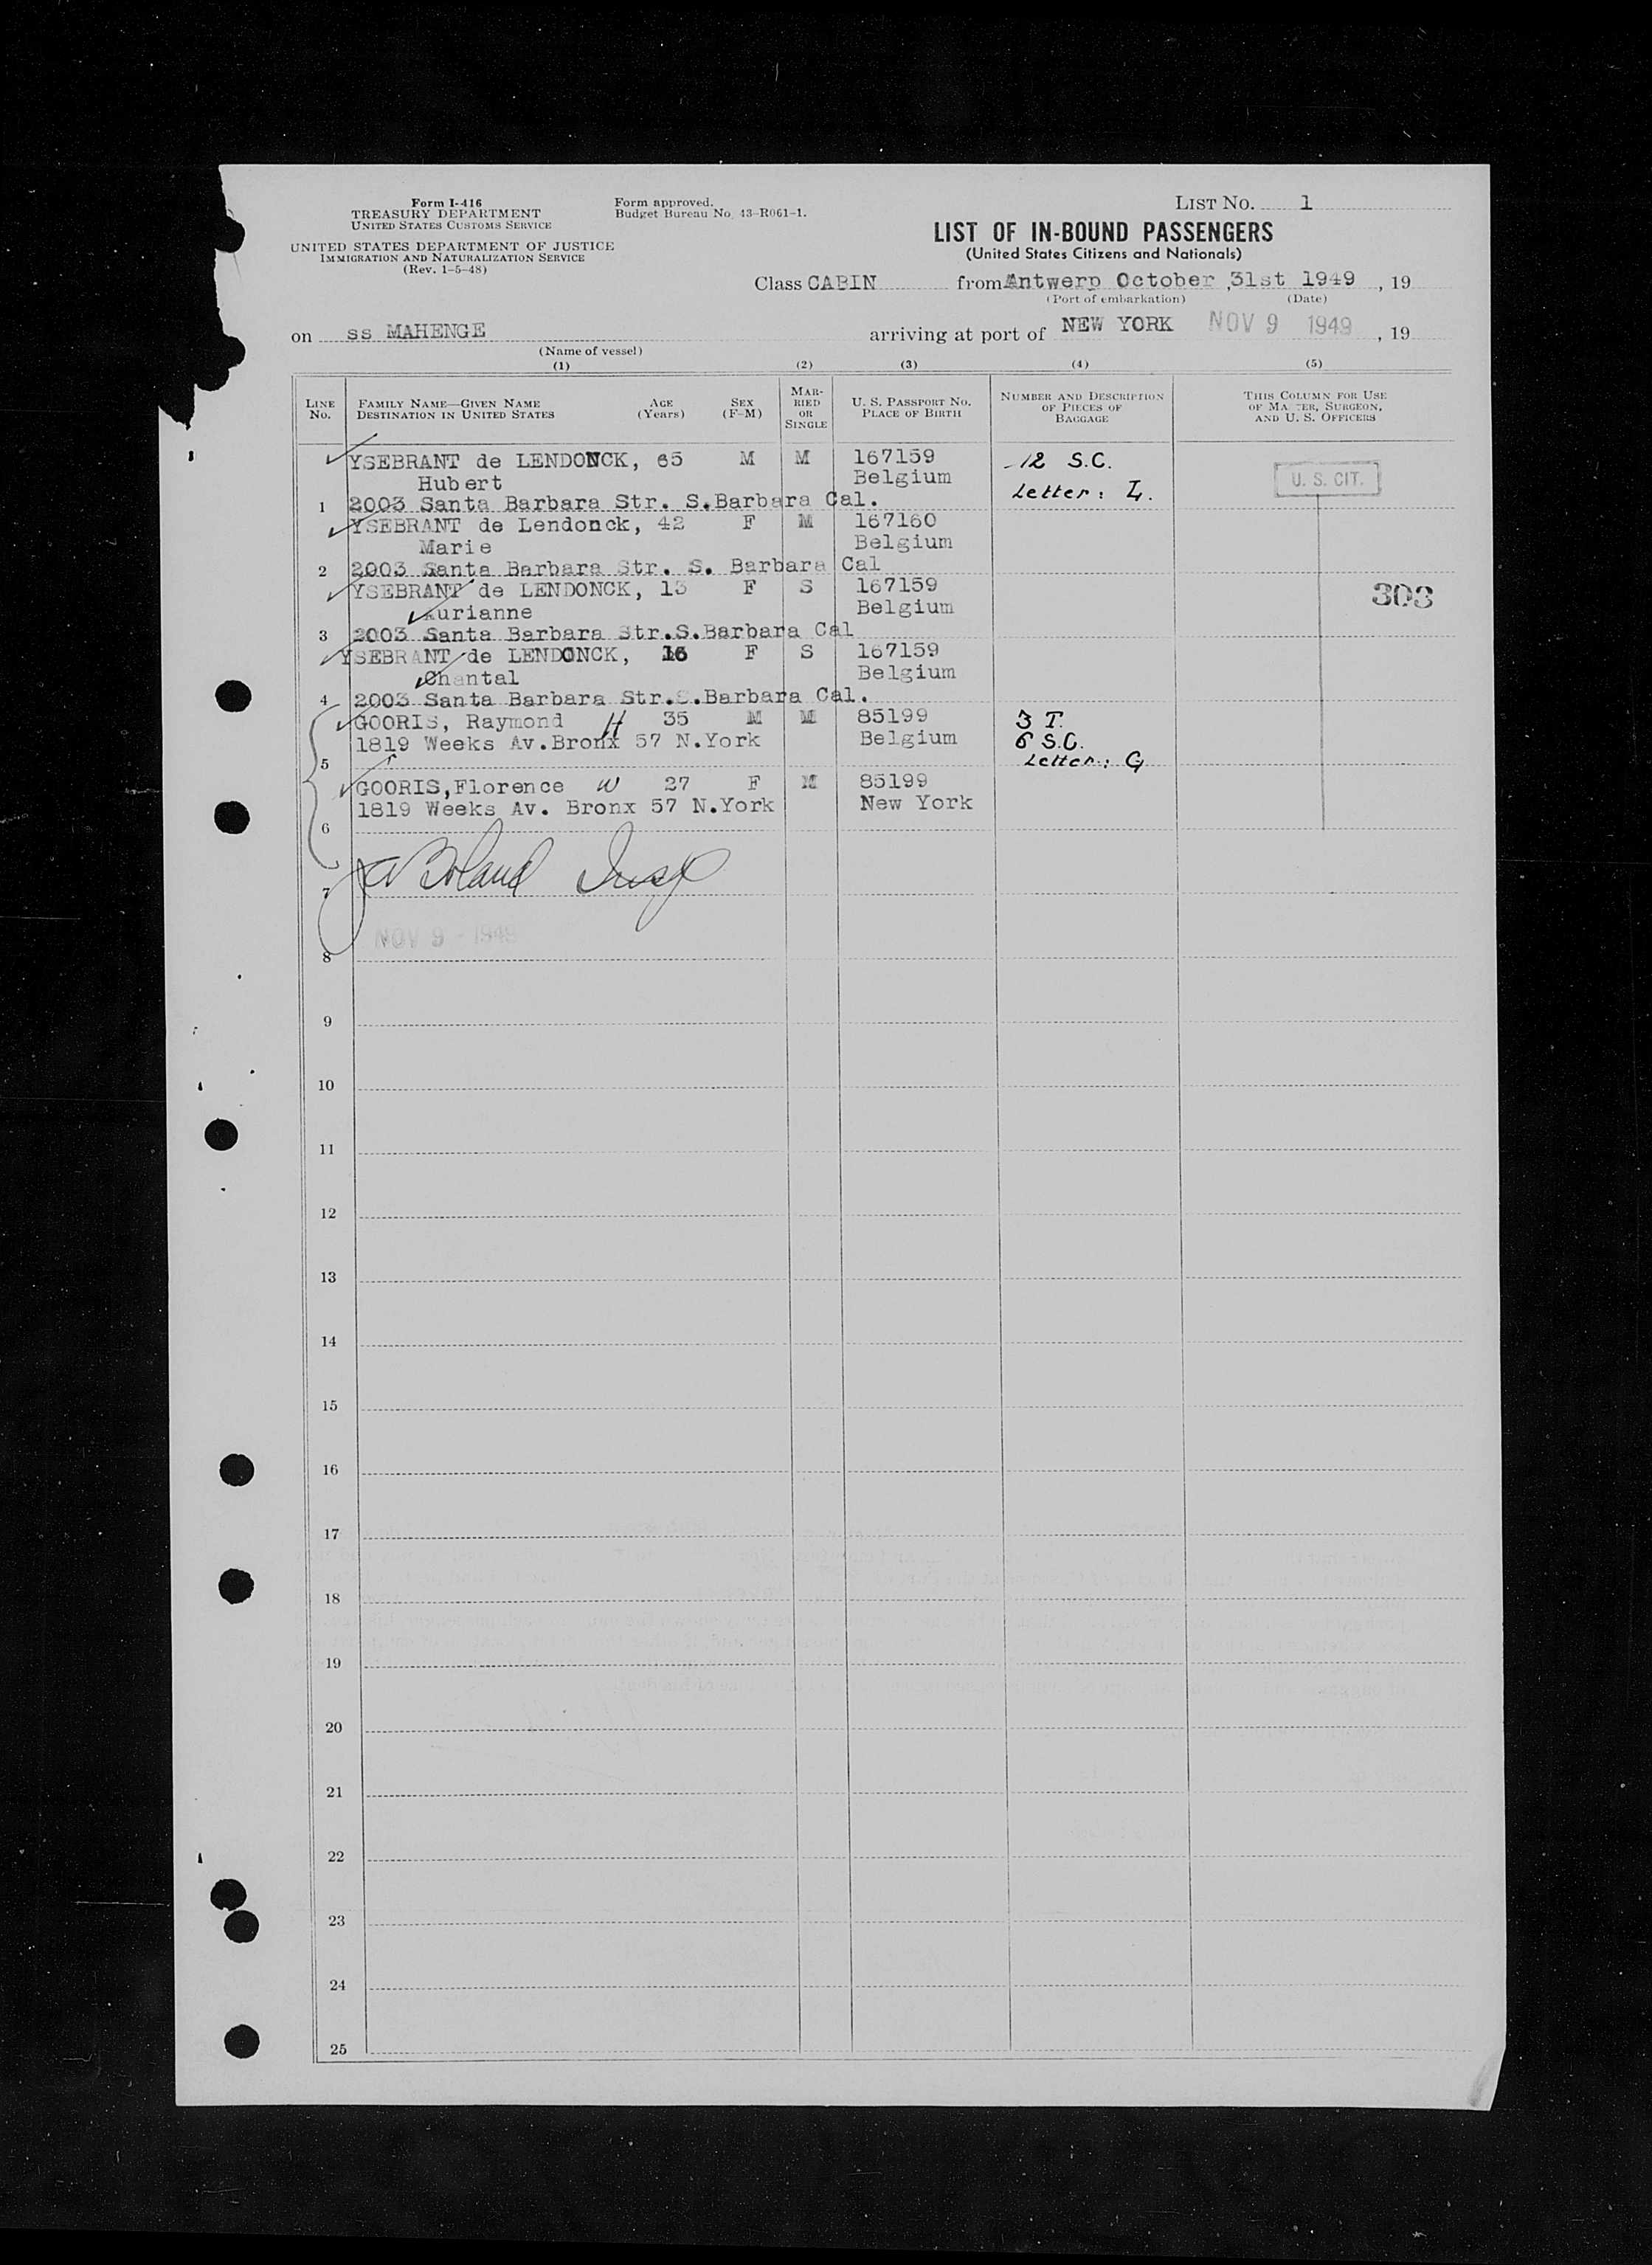 Form I-416
TREASURY DEPARTMENT
UNITED STATES CUSTOMS SERVICE
UNITED STATES DEPARTMENT OF JUSTICE
IMMIGRATION AND NATURALIZATION SERVICE
(Rev. 1-5-48)
Form approved.
Budget Bureau No. 43-R061-1.
LIST No. 1
LIST OF IN-BOUND PASSENGERS
(United States Citizens and Nationals)
Class CABIN from Antwerp October 31st 1949, 19
(Port of embarkation) (Date)
on ss MAHENGE arriving at port of NEW YORK NOV 9 1949, 19
(Name of vessel)
(1) (2) (3) (4) (5)
LINE No. FAMILY NAME—GIVEN NAME DESTINATION IN UNITED STATES AGE (Years) SEX (F-M) MARRIED OR SINGLE U. S. PASSPORT No. PLACE OF BIRTH NUMBER AND DESCRIPTION OF PIECES OF BAGGAGE THIS COLUMN FOR USE OF MASTER, SURGEON, AND U. S. OFFICERS
YSEBRANT de LENDONCK, 65 M M 167159 12 S.C.
Hubert Belgium U. S. CIT.
1 2003 Santa Barbara Str. S.Barbara Cal. Letter: L.
YSEBRANT de Lendonck, 42 F M 167160
Marie Belgium
2 2003 Santa Barbara Str. S. Barbara Cal
YSEBRANT de LENDONCK, 13 F S 167159 303
Aurianne Belgium
3 2003 Santa Barbara Str.S.Barbara Cal
YSEBRANT de LENDONCK, 16 F S 167159
Chantal Belgium
4 2003 Santa Barbara Str.S.Barbara Cal.
GOORIS, Raymond H 35 M M 85199 3 T.
1819 Weeks Av.Bronx 57 N.York Belgium 6 S.C.
5 Letter: G
GOORIS,Florence W 27 F M 85199
1819 Weeks Av. Bronx 57 N.York New York
6
Boland Insp
7
NOV 9 - 1949
8
9
10
11
12
13
14
15
16
17
18
19
20
21
22
23
24
25